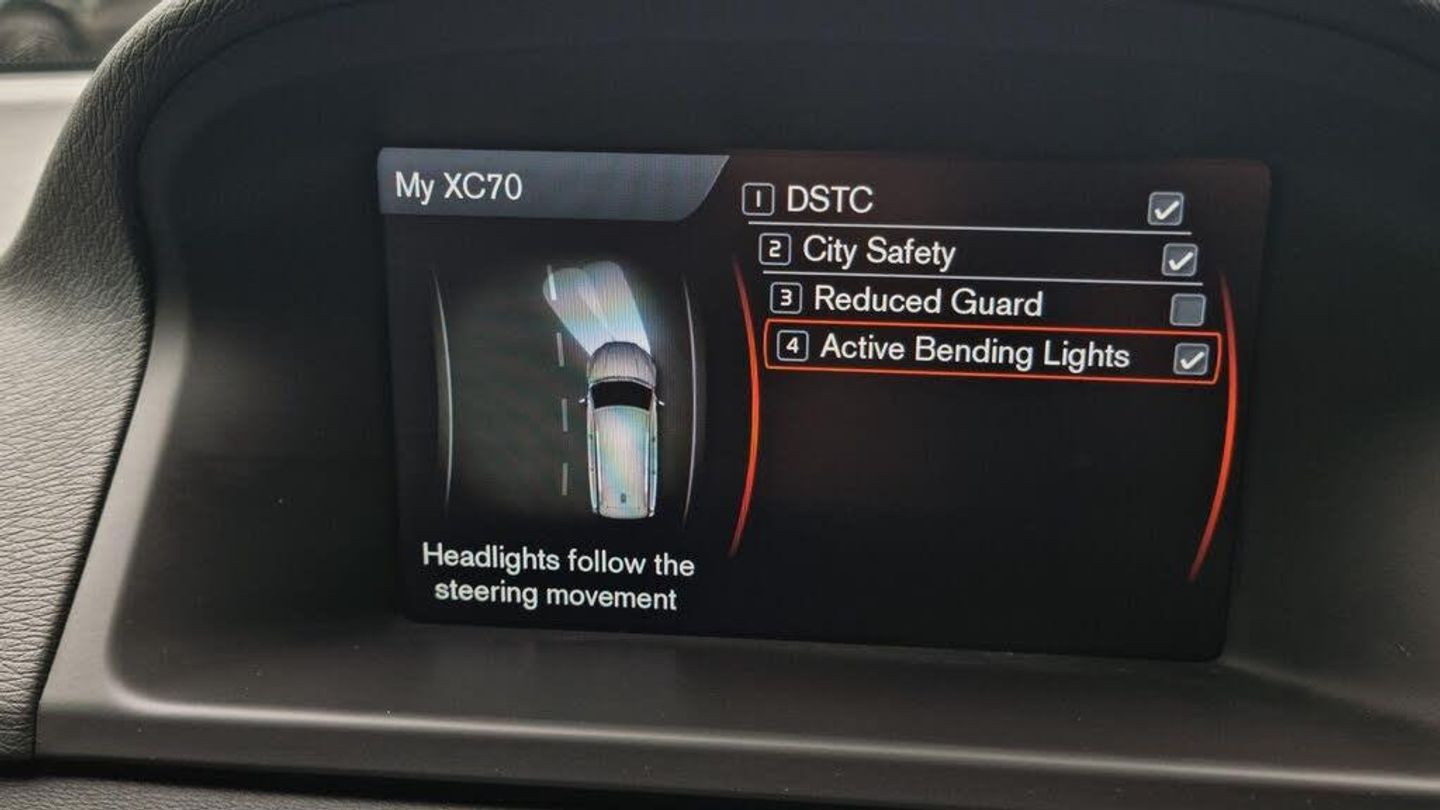 My XC70
1 DSTC
2 City Safety
3 Reduced Guard
4 Active Bending Lights
Headlights follow the
steering movement